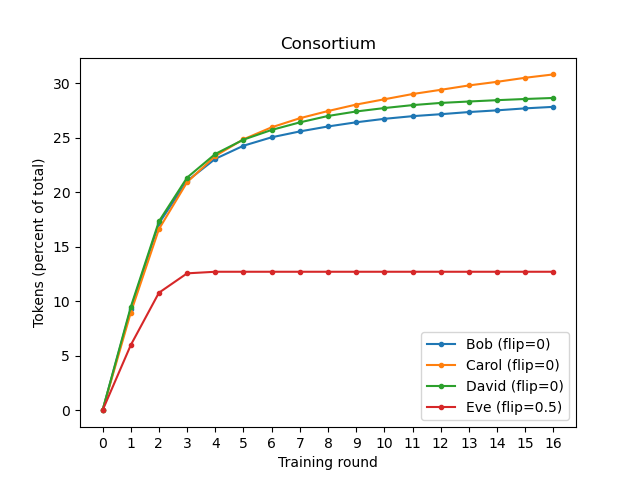 Consortium
Tokens (percent of total)
30
25
20
15
10
5
0
Bob (flip=0)
Carol (flip=0)
David (flip=0)
Eve (flip=0.5)
0 1 2 3 4 5 6 7 8 9 10 11 12 13 14 15 16
Training round